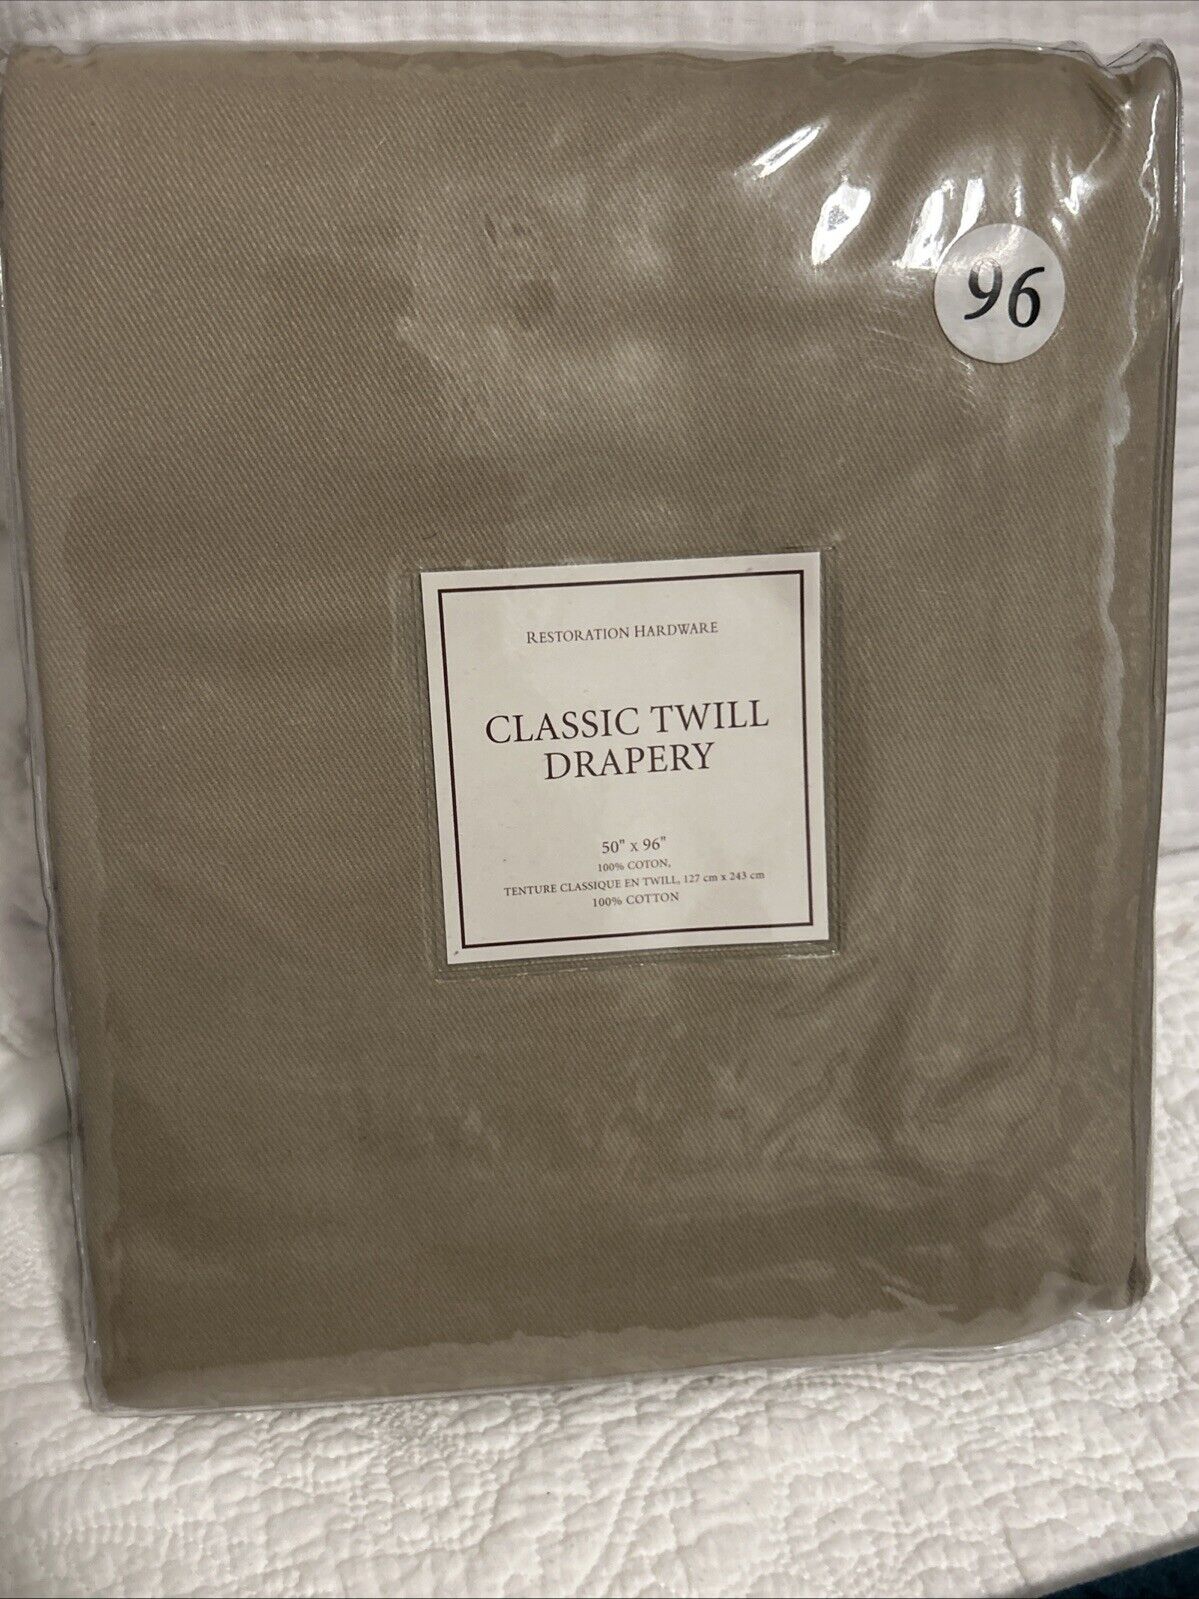 96
RESTORATION HARDWARE
CLASSIC TWILL
DRAPERY
50" x 96"
100% COTON,
TENTURE CLASSIQUE EN TWILL, 127 cm x 243 cm
100% COTTON